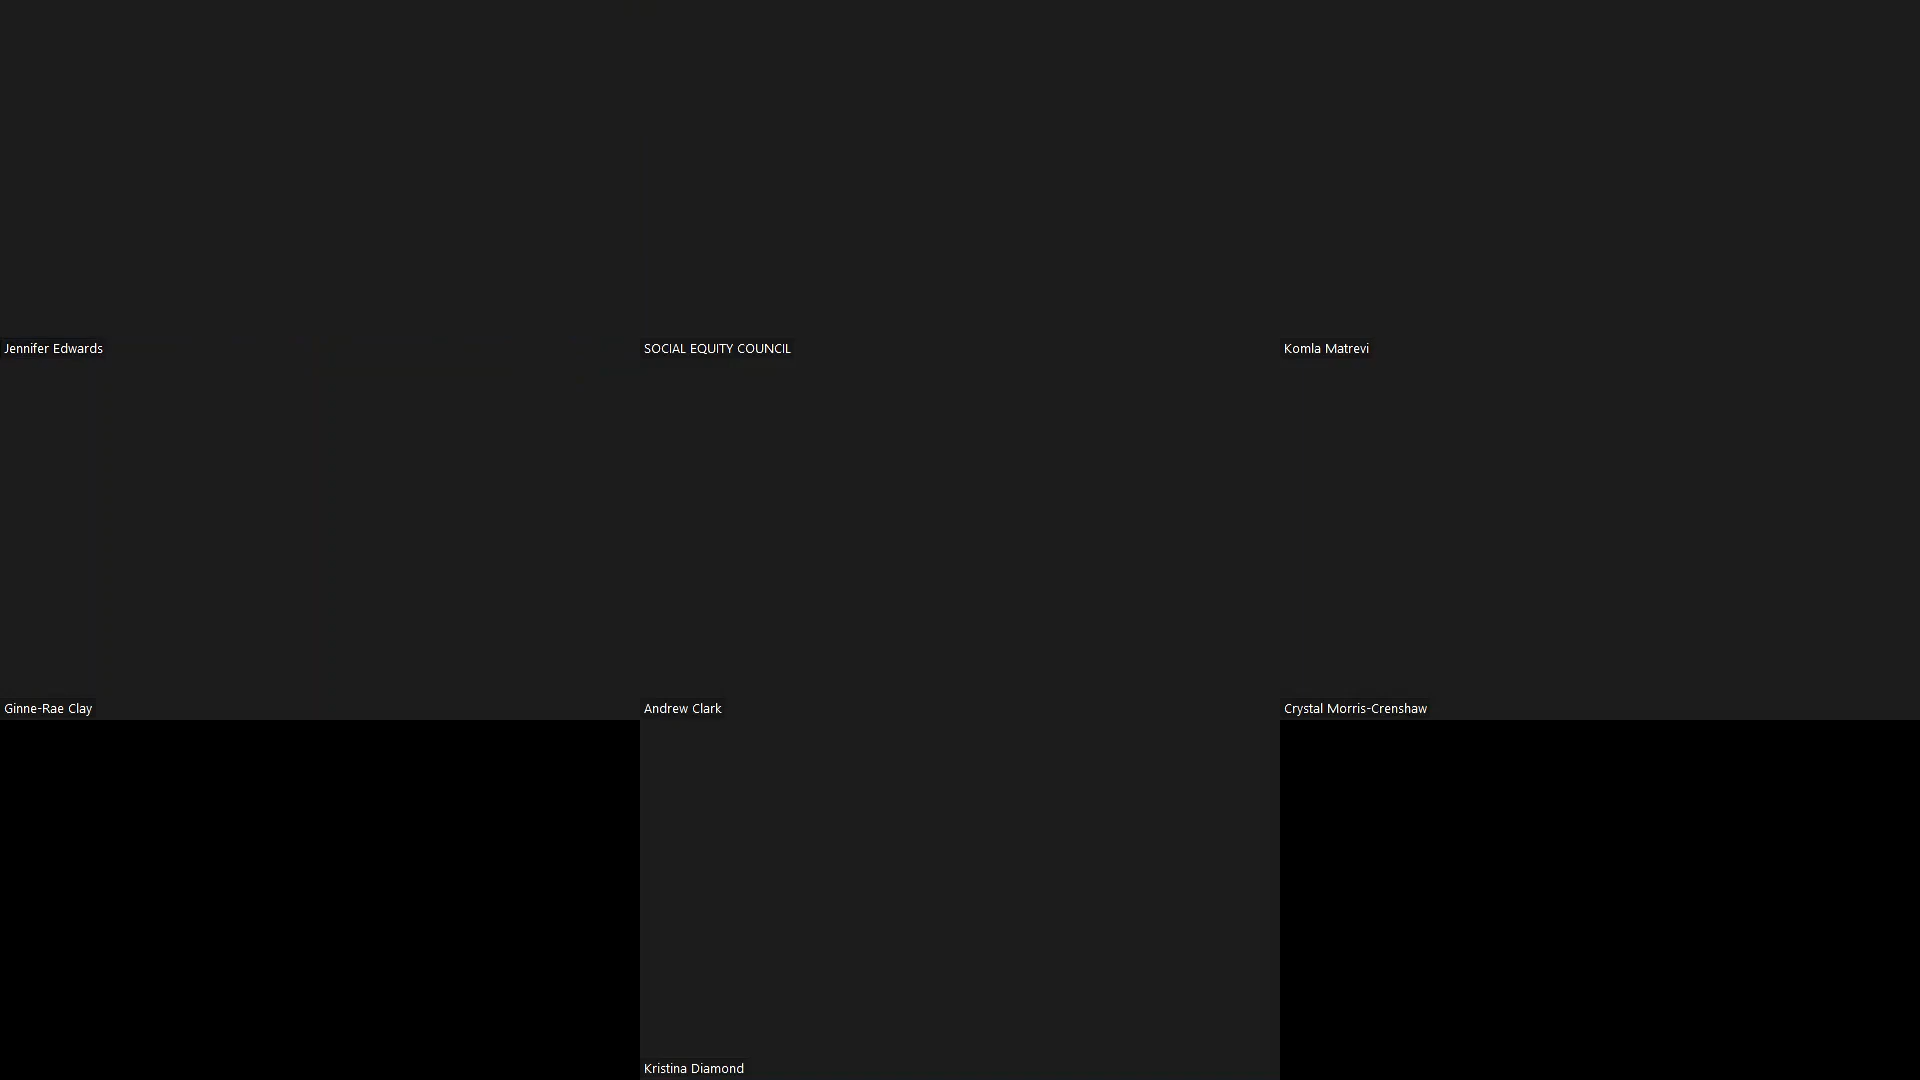 Jennifer Edwards
SOCIAL EQUITY COUNCIL
Komla Matrevi
Ginne-Rae Clay
Andrew Clark
Crystal Morris-Crenshaw
Kristina Diamond